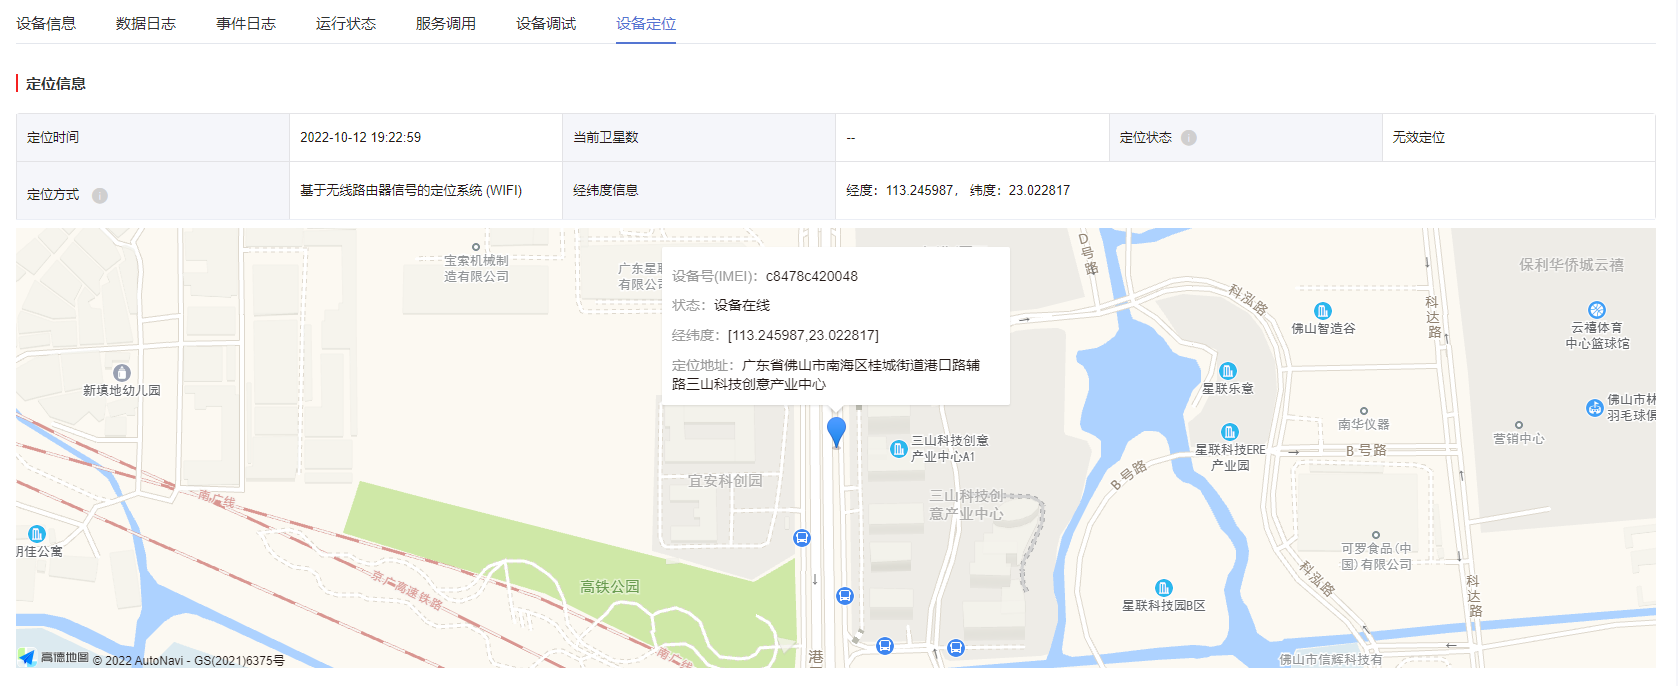 设备信息 数据日志 事件日志 运行状态 服务调用 设备调试 设备定位
定位信息
定位时间 2022-10-12 19:22:59 当前卫星数 -- 定位状态 无效定位
定位方式 基于无线路由器信号的定位系统 (WIFI) 经纬度信息 经度：113.245987， 纬度：23.022817
设备号(IMEI)： c8478c420048
状态： 设备在线
经纬度： [113.245987,23.022817]
定位地址： 广东省佛山市南海区桂城街道港口路辅
路三山科技创意产业中心
宝索机械制
造有限公司
广东星
有限公司
D号路
科泓路
科达路
保利华侨城云禧
佛山智造谷
云禧体育
中心篮球馆
新填地幼儿园
星联乐意
佛山市林
羽毛球俱
南华仪器
营销中心
三山科技创意
产业中心A1
星联科技ERE
产业园
B号路
B号路
宜安科创园
三山科技创
意产业中心
南广线
朋佳公寓
可罗食品(中
国)有限公司
京广高速铁路
高铁公园
科泓路
科达路
星联科技园B区
南广线
港
佛山市信辉科技有
高德地图 © 2022 AutoNavi - GS(2021)6375号